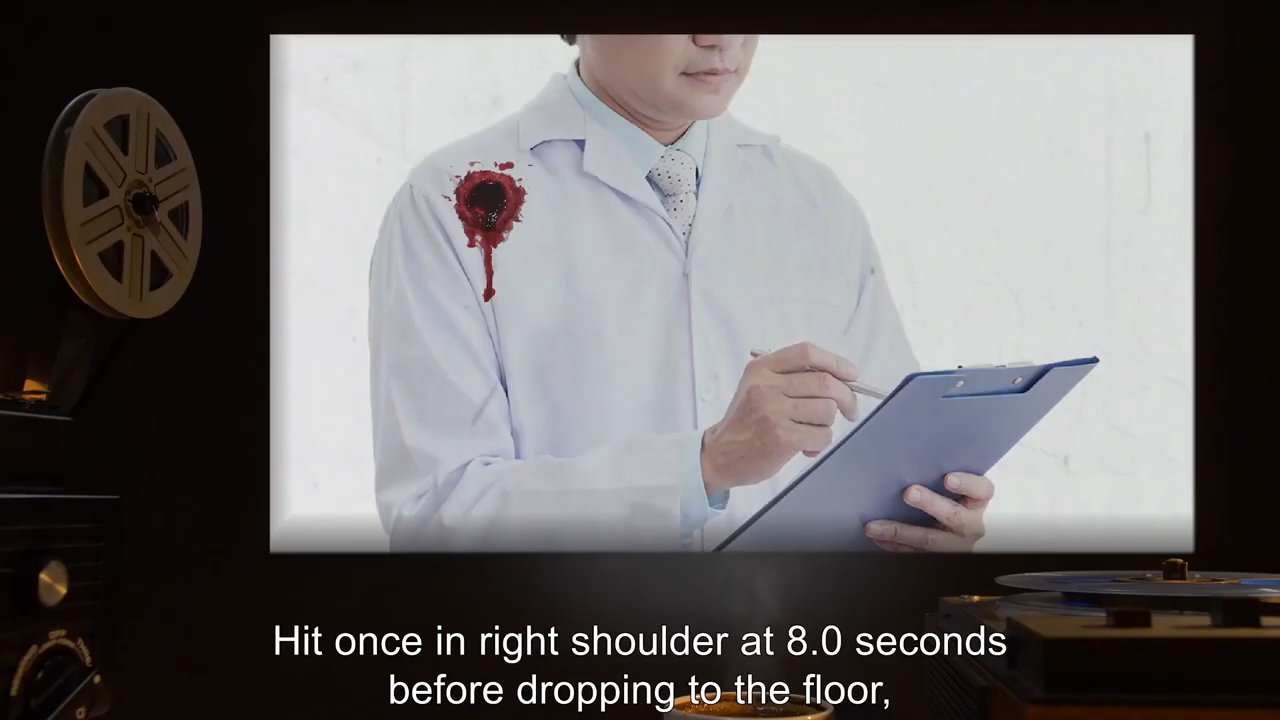 Hit once in right shoulder at 8.0 seconds
before dropping to the floor,